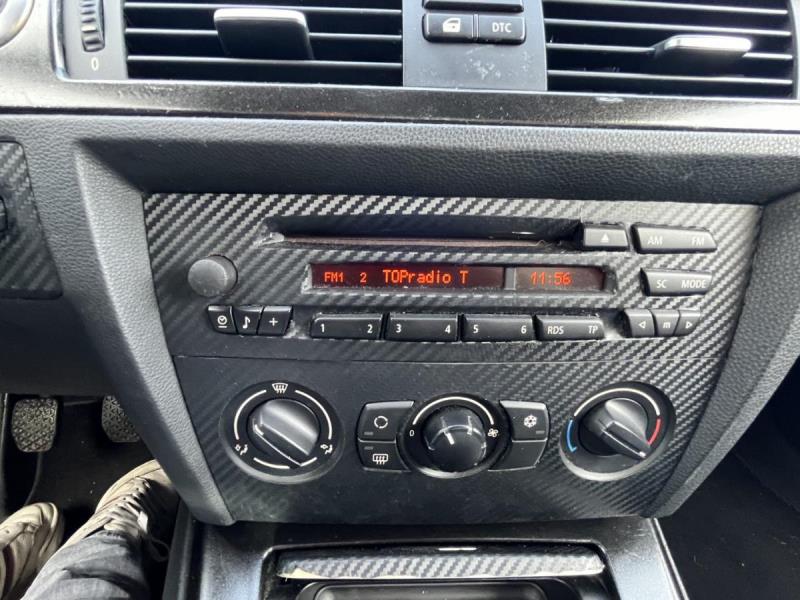 0
DTC
AM FM
FM1 2 TOPradio T 11:56
SC MODE
1 2 3 4 5 6 RDS TP
m
0